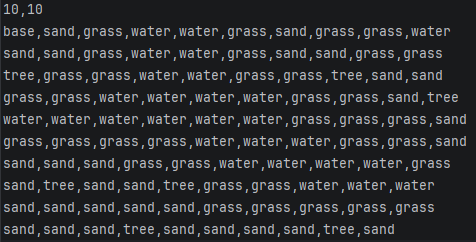 10,10
base,sand,grass,water,water,grass,sand,grass,grass,water
sand,sand,grass,water,water,grass,sand,sand,grass,grass
tree,grass,grass,water,water,grass,grass,tree,sand,sand
grass,grass,water,water,water,water,grass,grass,sand,tree
water,water,water,water,water,water,grass,grass,grass,sand
grass,grass,grass,grass,water,water,water,grass,grass,sand
sand,sand,sand,grass,grass,water,water,water,water,grass
sand,tree,sand,sand,tree,grass,grass,water,water,water
sand,sand,sand,sand,sand,grass,grass,grass,grass,grass
sand,sand,sand,tree,sand,sand,sand,sand,tree,sand